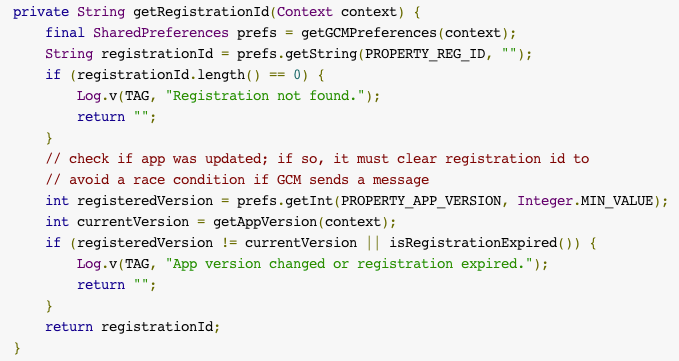 private String getRegistrationId(Context context) {
    final SharedPreferences prefs = getGCMPreferences(context);
    String registrationId = prefs.getString(PROPERTY_REG_ID, "");
    if (registrationId.length() == 0) {
        Log.v(TAG, "Registration not found.");
        return "";
    }
    // check if app was updated; if so, it must clear registration id to
    // avoid a race condition if GCM sends a message
    int registeredVersion = prefs.getInt(PROPERTY_APP_VERSION, Integer.MIN_VALUE);
    int currentVersion = getAppVersion(context);
    if (registeredVersion != currentVersion || isRegistrationExpired()) {
        Log.v(TAG, "App version changed or registration expired.");
        return "";
    }
    return registrationId;
}